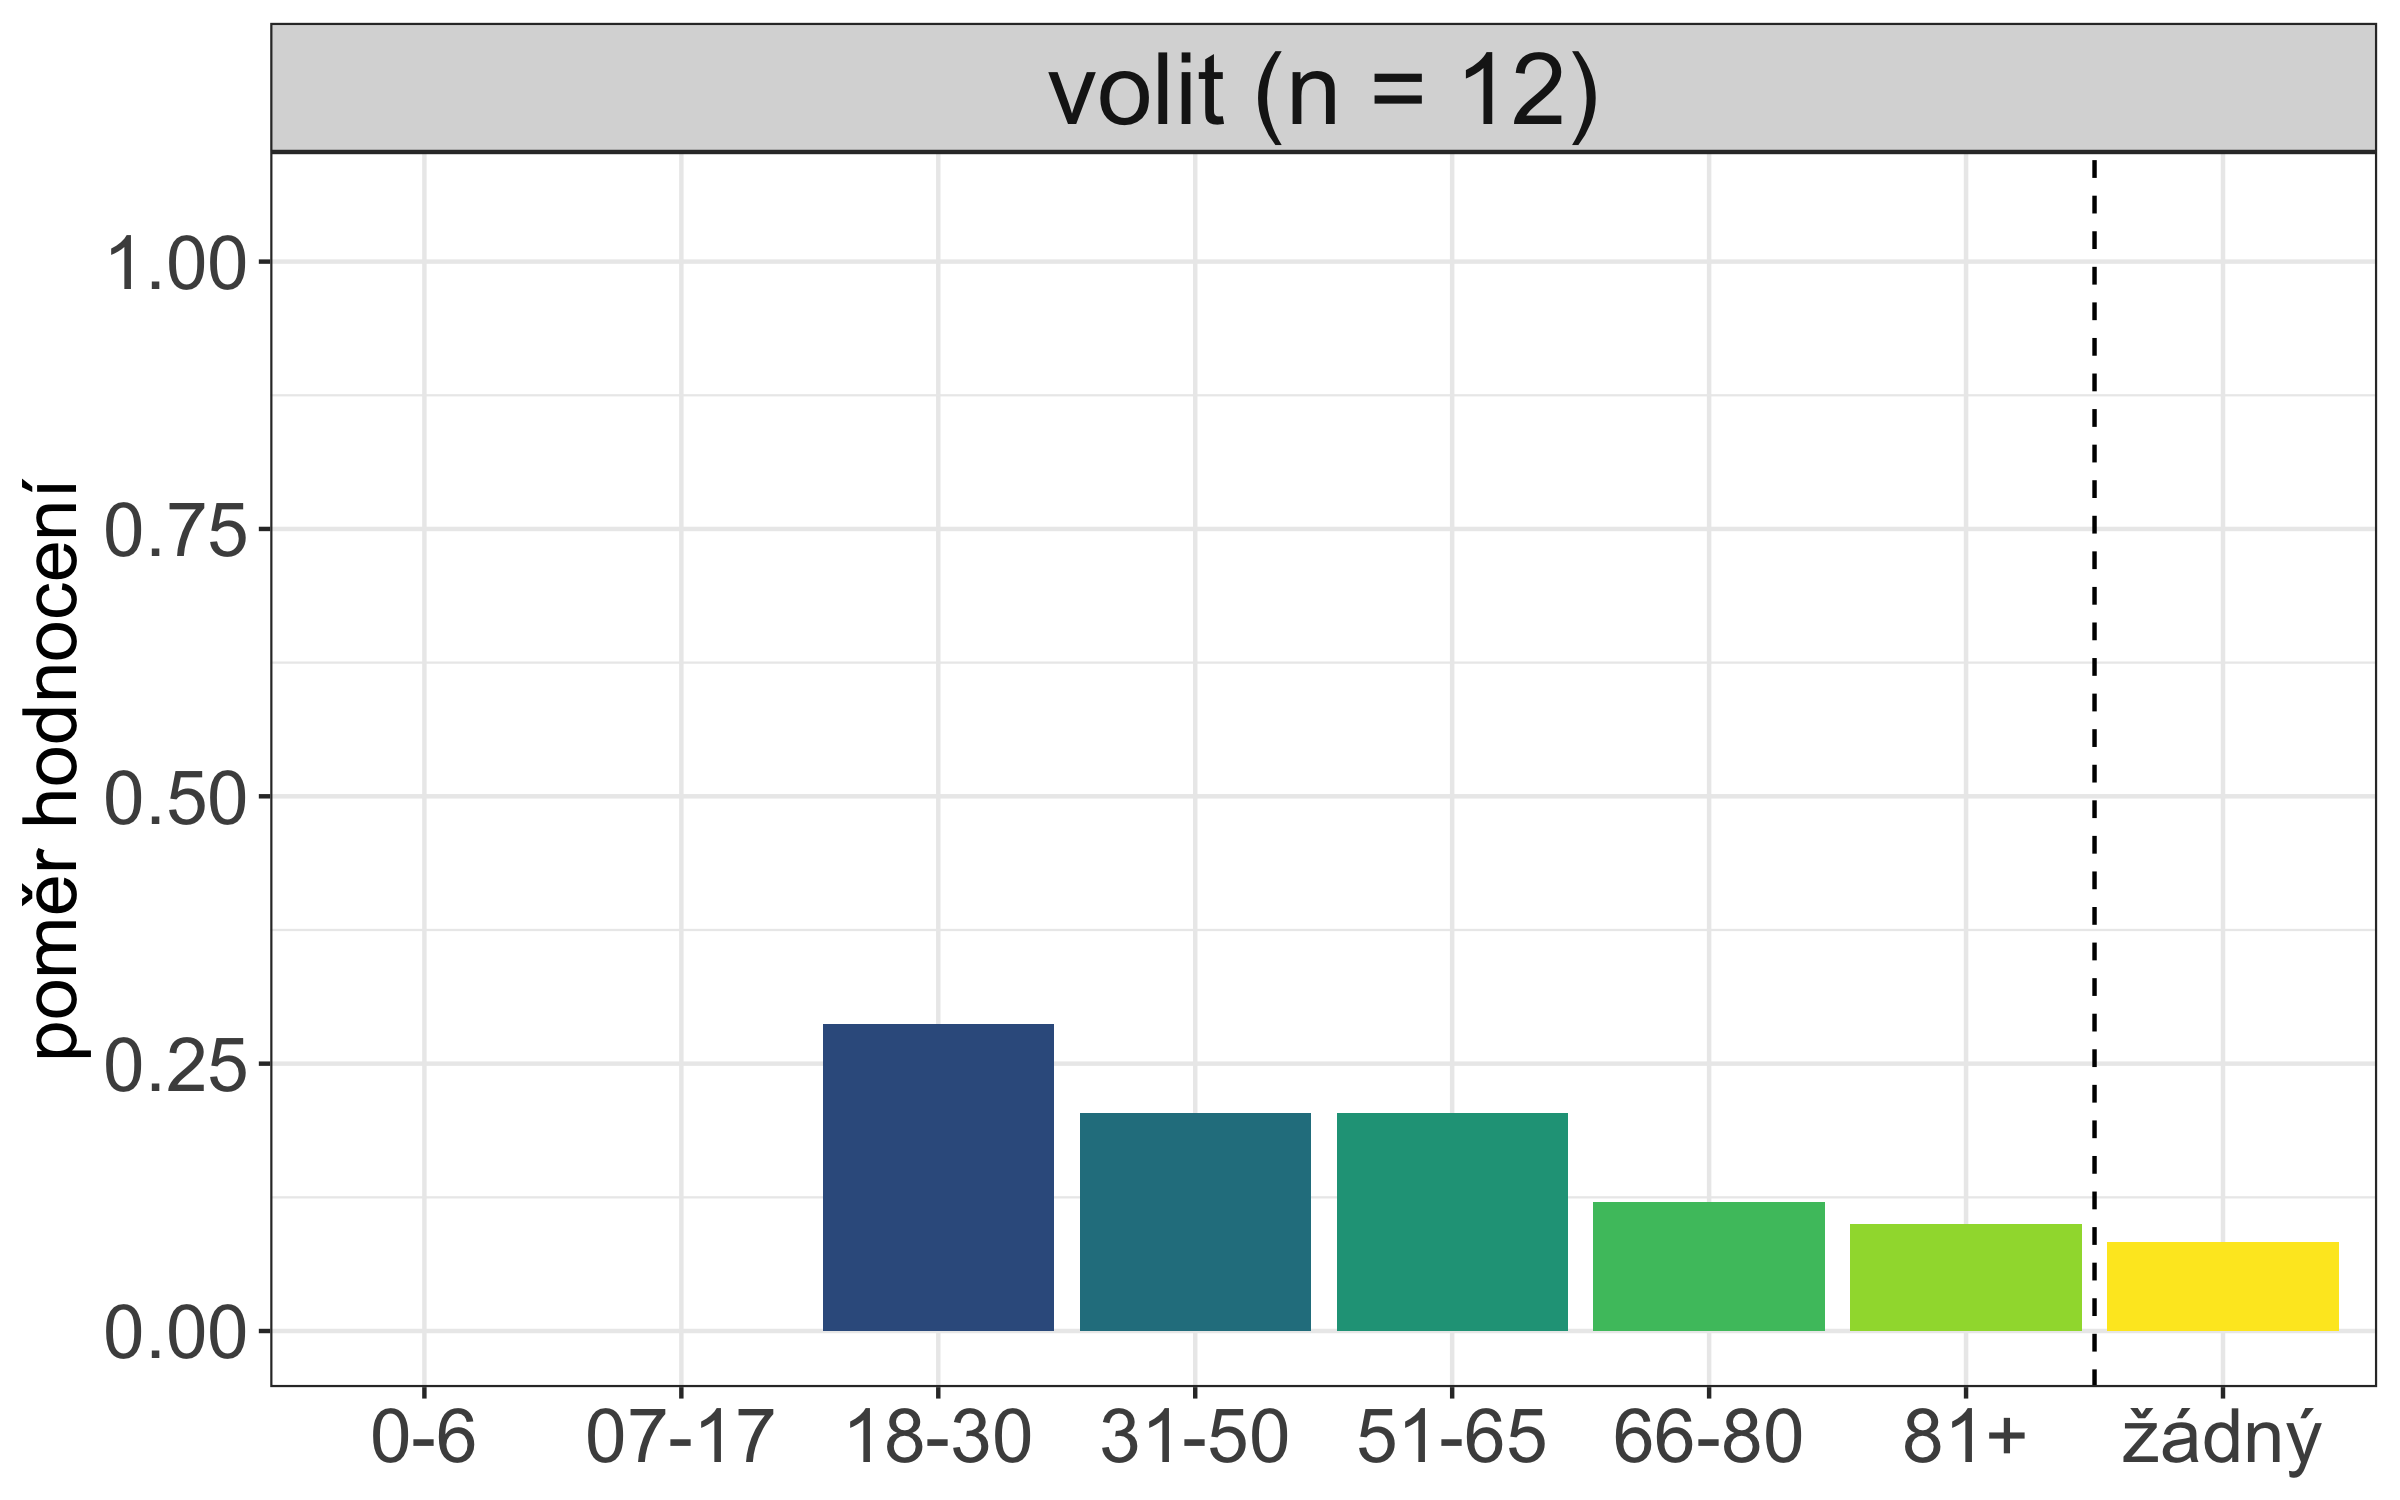 volit (n = 12)
poměr hodnocení
1.00
0.75
0.50
0.25
0.00
0-6 07-17 18-30 31-50 51-65 66-80 81+ žádný